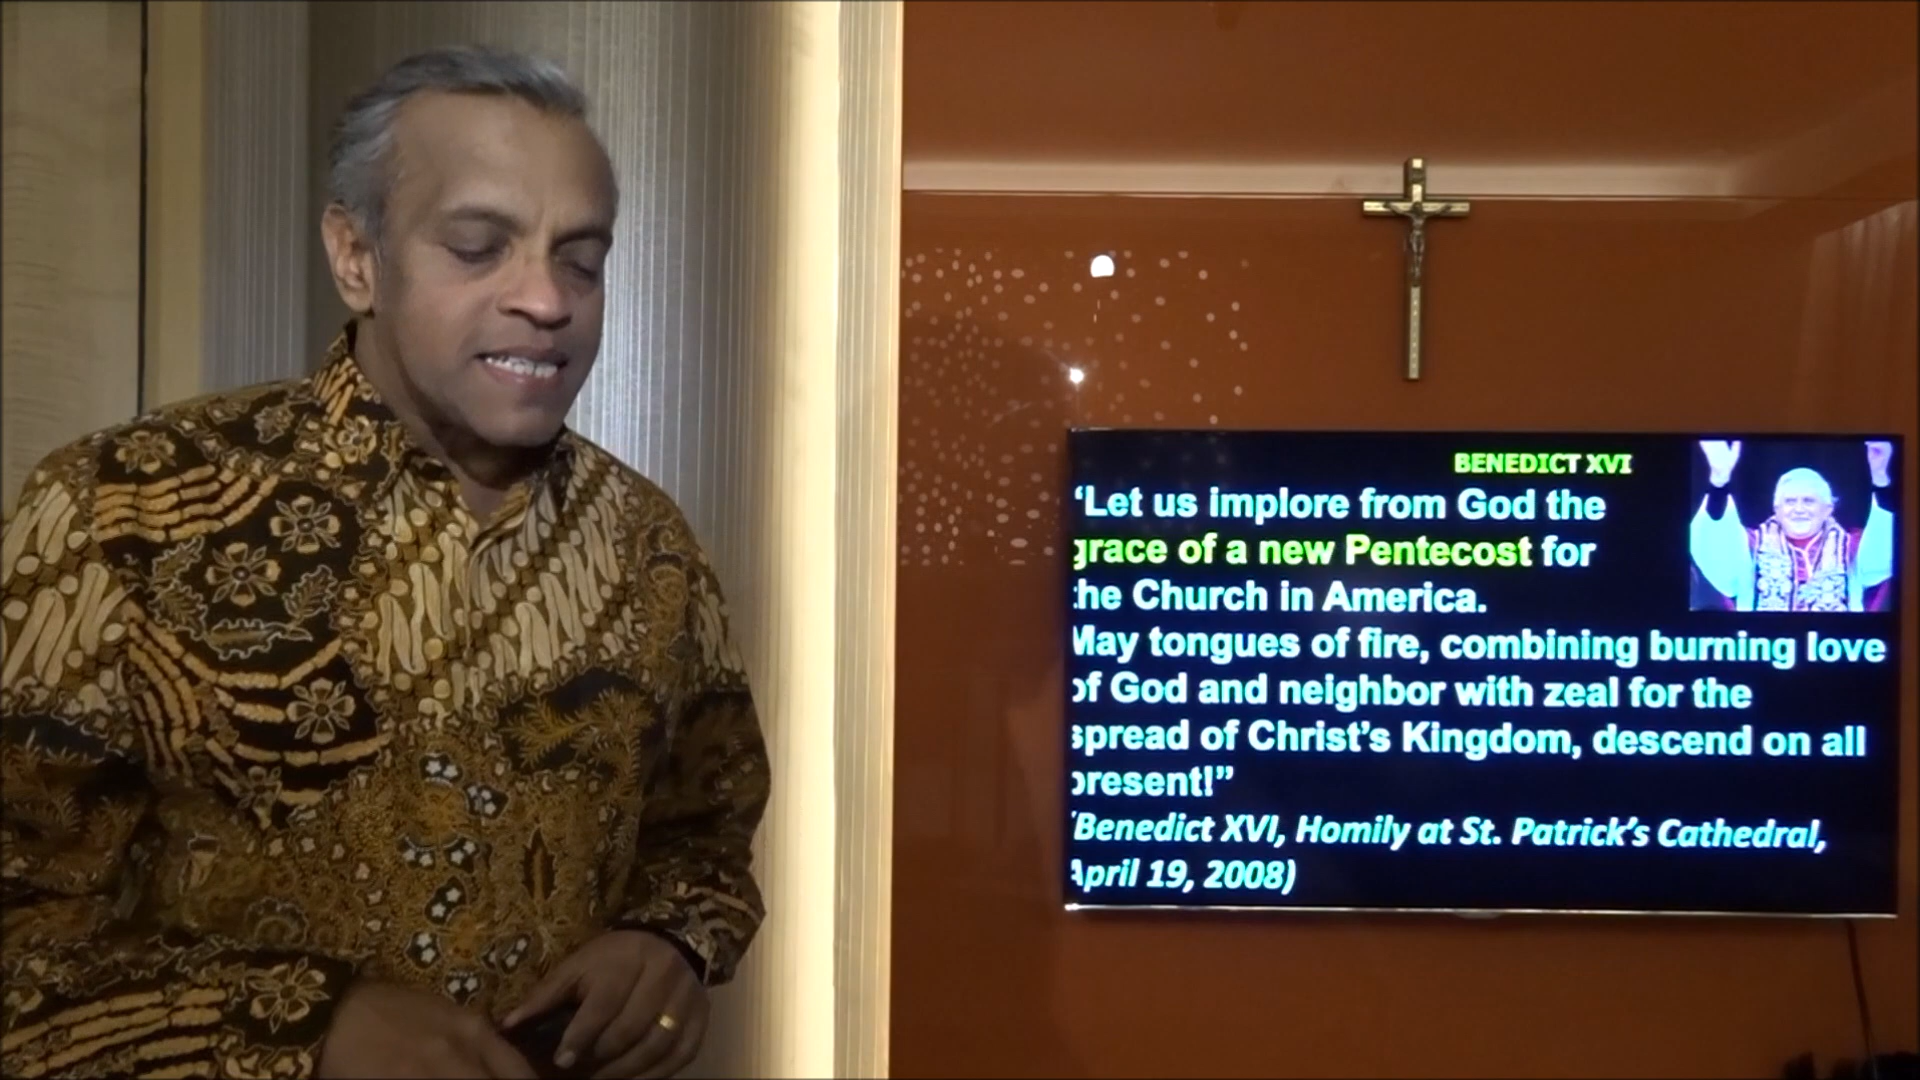 BENEDICT XVI
‘Let us implore from God the
grace of a new Pentecost for
the Church in America.
May tongues of fire, combining burning love
of God and neighbor with zeal for the
spread of Christ’s Kingdom, descend on all
present!”
(Benedict XVI, Homily at St. Patrick’s Cathedral,
April 19, 2008)